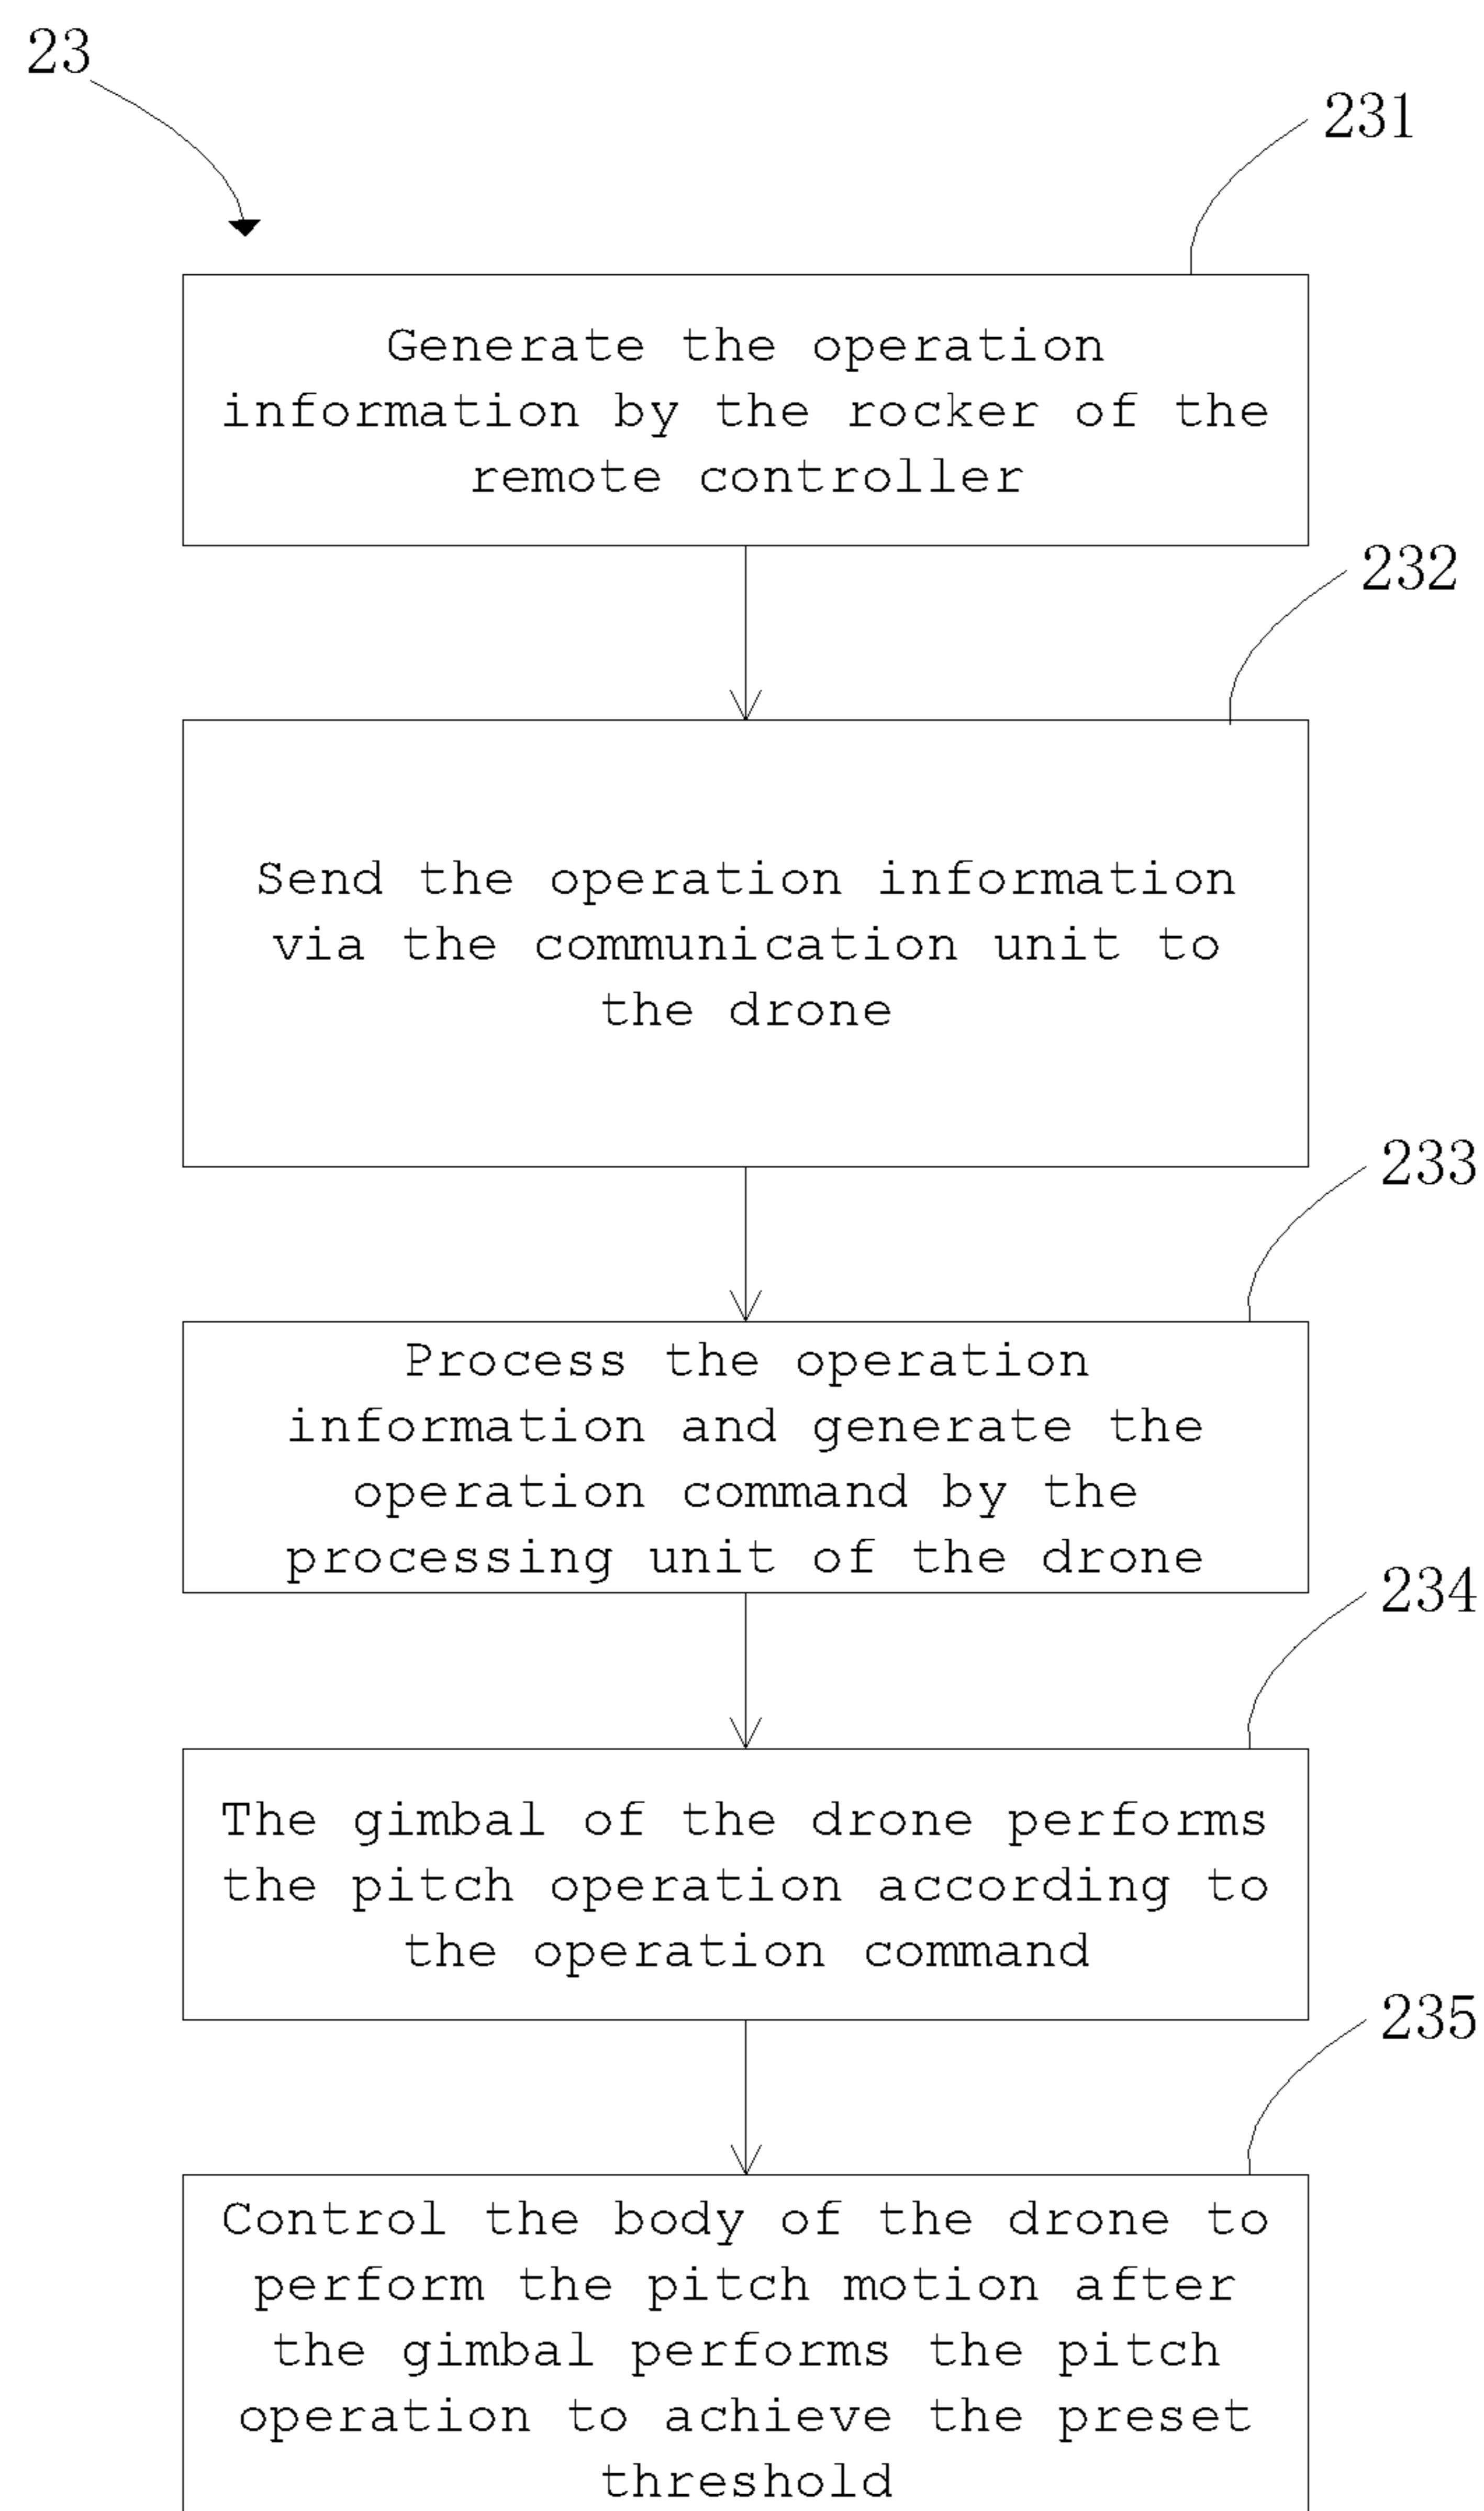 23
231
Generate the operation
information by the rocker of the
remote controller
232
Send the operation information
via the communication unit to
the drone
233
Process the operation
information and generate the
operation command by the
processing unit of the drone
234
The gimbal of the drone performs
the pitch operation according to
the operation command
235
Control the body of the drone to
perform the pitch motion after
the gimbal performs the pitch
operation to achieve the preset
threshold